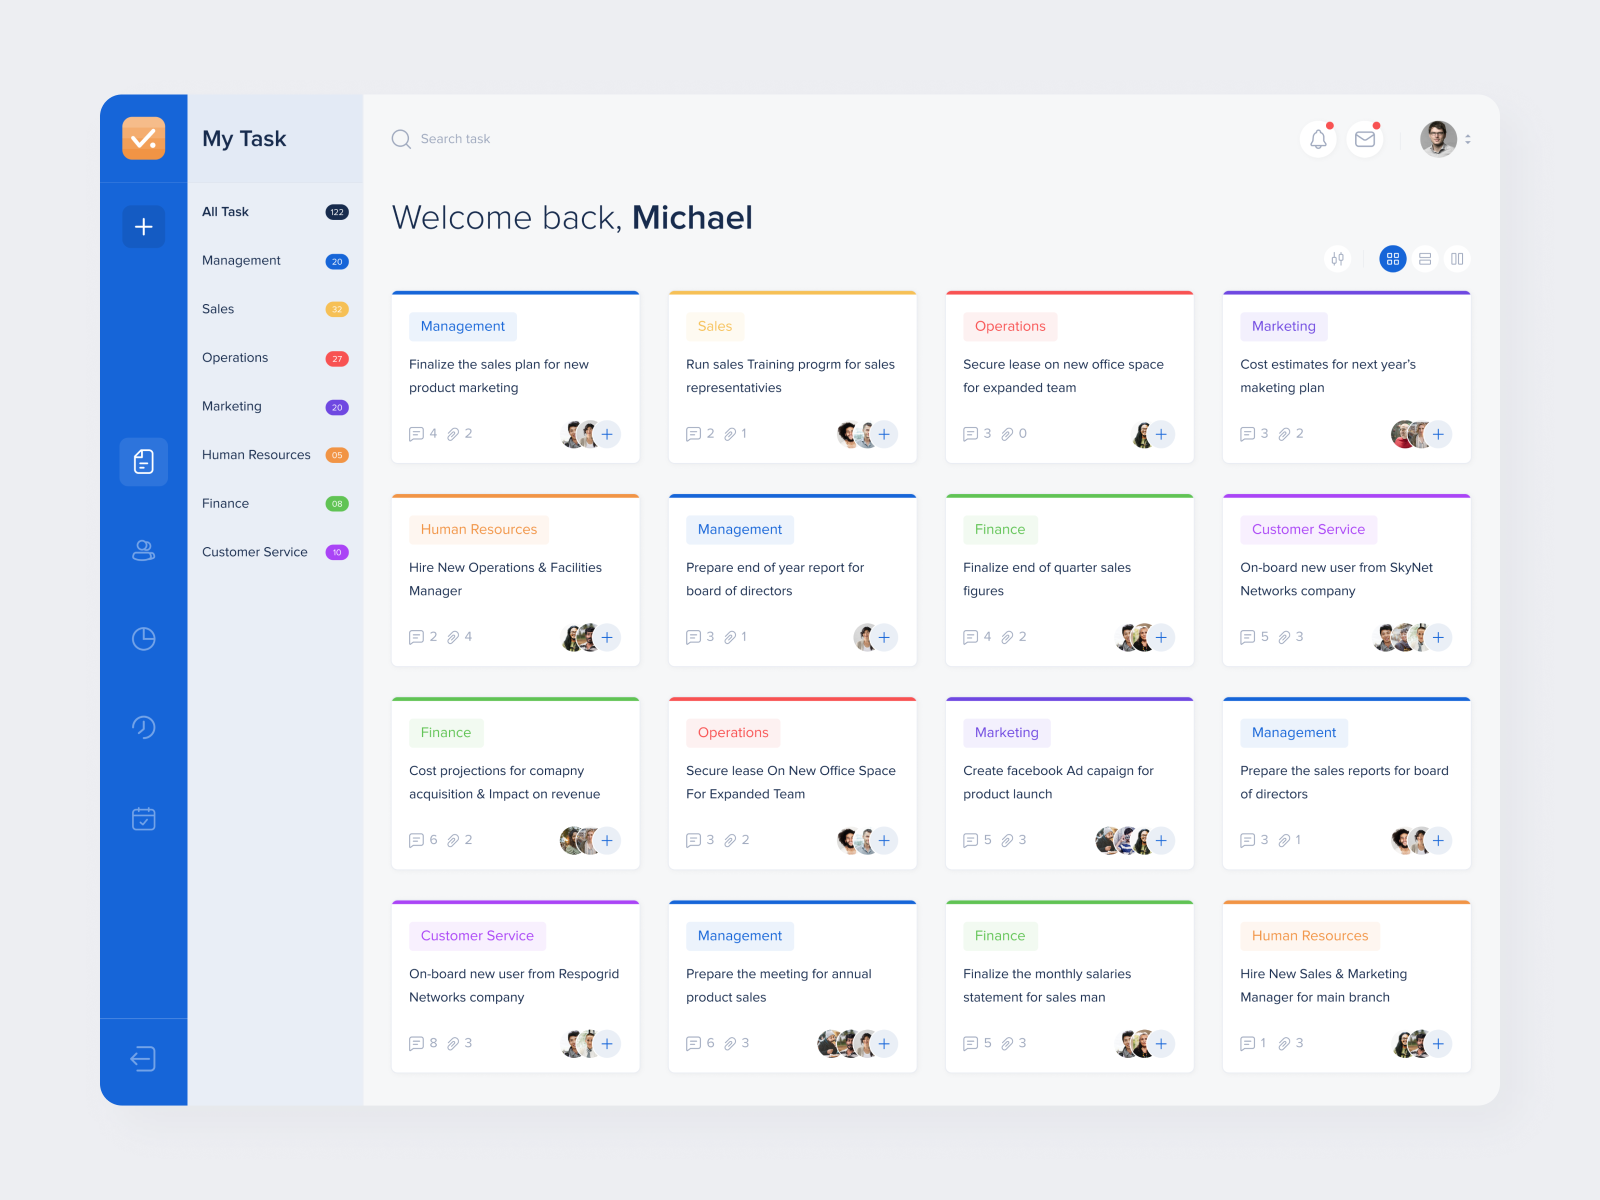 My Task
Search task
All Task 122
Management 20
Sales 32
Operations 27
Marketing 20
Human Resources 05
Finance 08
Customer Service 10
Welcome back, Michael
Management
Finalize the sales plan for new
product marketing
4 2
Sales
Run sales Training progrm for sales
representativies
2 1
Operations
Secure lease on new office space
for expanded team
3 0
Marketing
Cost estimates for next year's
maketing plan
3 2
Human Resources
Hire New Operations & Facilities
Manager
2 4
Management
Prepare end of year report for
board of directors
3 1
Finance
Finalize end of quarter sales
figures
4 2
Customer Service
On-board new user from SkyNet
Networks company
5 3
Finance
Cost projections for comapny
acquisition & Impact on revenue
6 2
Operations
Secure lease On New Office Space
For Expanded Team
3 2
Marketing
Create facebook Ad capaign for
product launch
5 3
Management
Prepare the sales reports for board
of directors
3 1
Customer Service
On-board new user from Respogrid
Networks company
8 3
Management
Prepare the meeting for annual
product sales
6 3
Finance
Finalize the monthly salaries
statement for sales man
5 3
Human Resources
Hire New Sales & Marketing
Manager for main branch
1 3